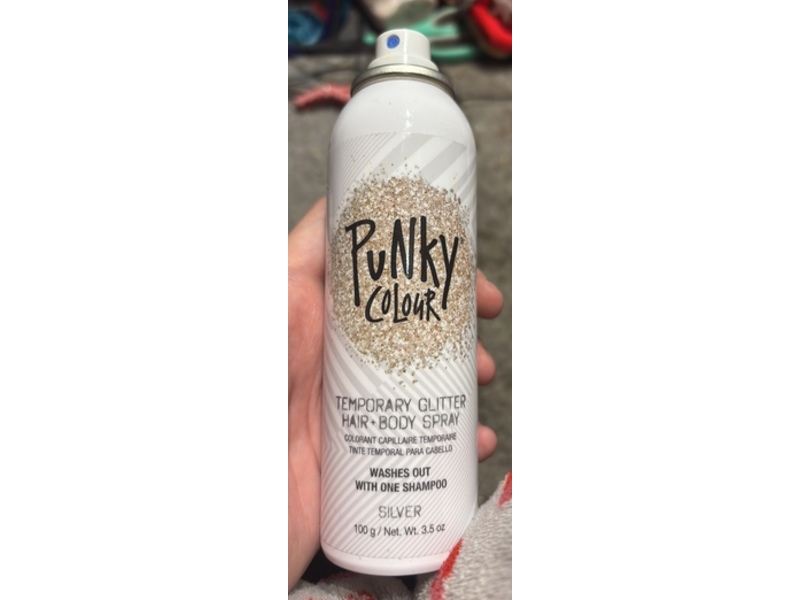 PuNky
COLOUR
TEMPORARY GLITTER
HAIR + BODY SPRAY
COLORANT CAPILLAIRE TEMPORAIRE
TINTE TEMPORAL PARA CABELLO
WASHES OUT
WITH ONE SHAMPOO
SILVER
100 g / Net. Wt. 3.5 oz